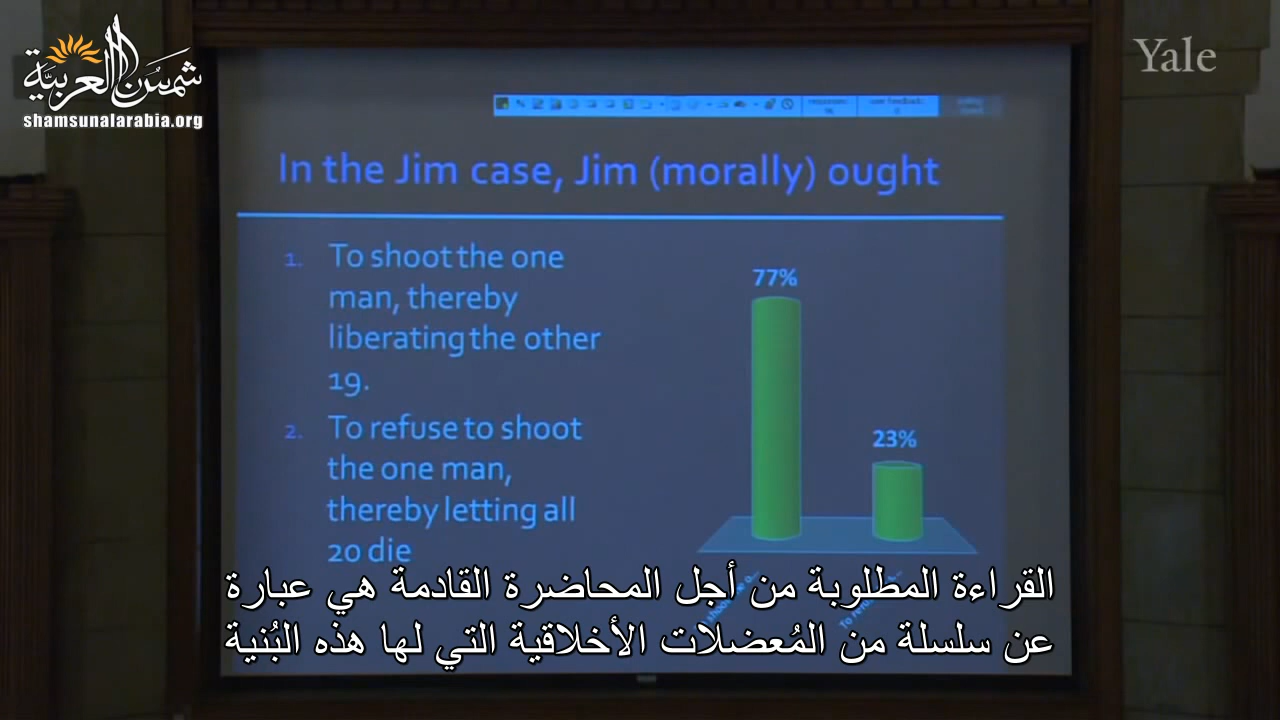 شمس العربية
shamsunalarabia.org
Yale
In the Jim case, Jim (morally) ought
1. To shoot the one
man, thereby
liberating the other
19.
2. To refuse to shoot
the one man,
thereby letting all
20 die
77%
23%
القراءة المطلوبة من أجل المحاضرة القادمة هي عبارة
عن سلسلة من المُعضلات الأخلاقية التي لها هذه البُنية